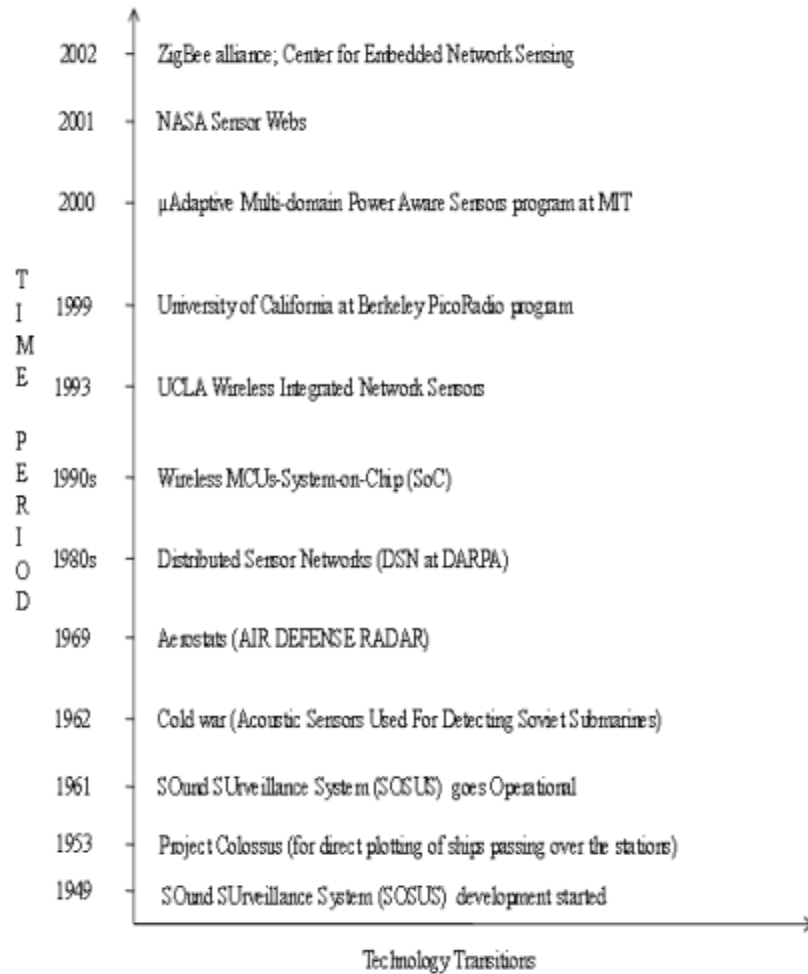 2002 ZigBee alliance; Center for Embedded Network Sensing
2001 NASA Sensor Webs
2000 µAdaptive Multi-domain Power Aware Sensors program at MIT
1999 University of California at Berkeley PicoRadio program
1993 UCLA Wireless Integrated Network Sensors
1990s Wireless MCUs-System-on-Chip (SoC)
1980s Distributed Sensor Networks (DSN at DARPA)
1969 Aerostats (AIR DEFENSE RADAR)
1962 Cold war (Acoustic Sensors Used For Detecting Soviet Submarines)
1961 SOund SUrveillance System (SOSUS) goes Operational
1953 Project Colossus (for direct plotting of ships passing over the stations)
1949 SOund SUrveillance System (SOSUS) development started
TIME PERIOD
Technology Transitions